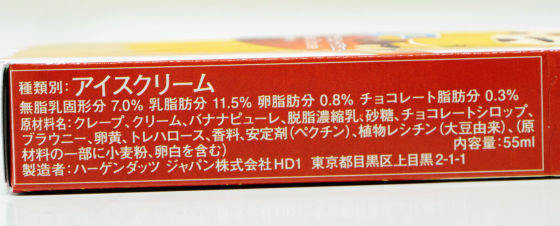 種類別: アイスクリーム
無脂乳固形分 7.0% 乳脂肪分 11.5% 卵脂肪分 0.8% チョコレート脂肪分 0.3%
原材料名: クレープ、クリーム、バナナピューレ、脱脂濃縮乳、砂糖、チョコレートシロップ、
ブラウニー、卵黄、トレハロース、香料、安定剤(ペクチン)、植物レシチン(大豆由来)、(原
材料の一部に小麦粉、卵白を含む) 内容量: 55ml
製造者: ハーゲンダッツ ジャパン株式会社HD1 東京都目黒区上目黒2-1-1